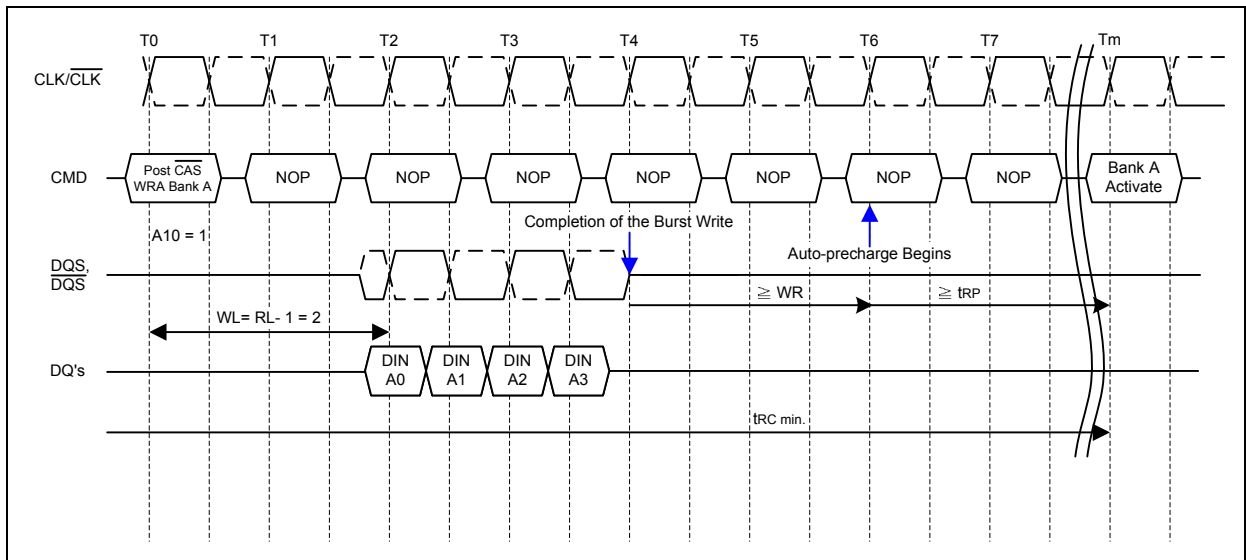 T0 T1 T2 T3 T4 T5 T6 T7 Tm
CLK/CLK
CMD
Post CAS
WRA Bank A
NOP NOP NOP NOP NOP NOP NOP
Bank A
Activate
A10 = 1
Completion of the Burst Write
Auto-precharge Begins
DQS,
DQS
≧ WR
≧ tRP
WL= RL- 1 = 2
DQ's
DIN
A0
DIN
A1
DIN
A2
DIN
A3
tRC min.